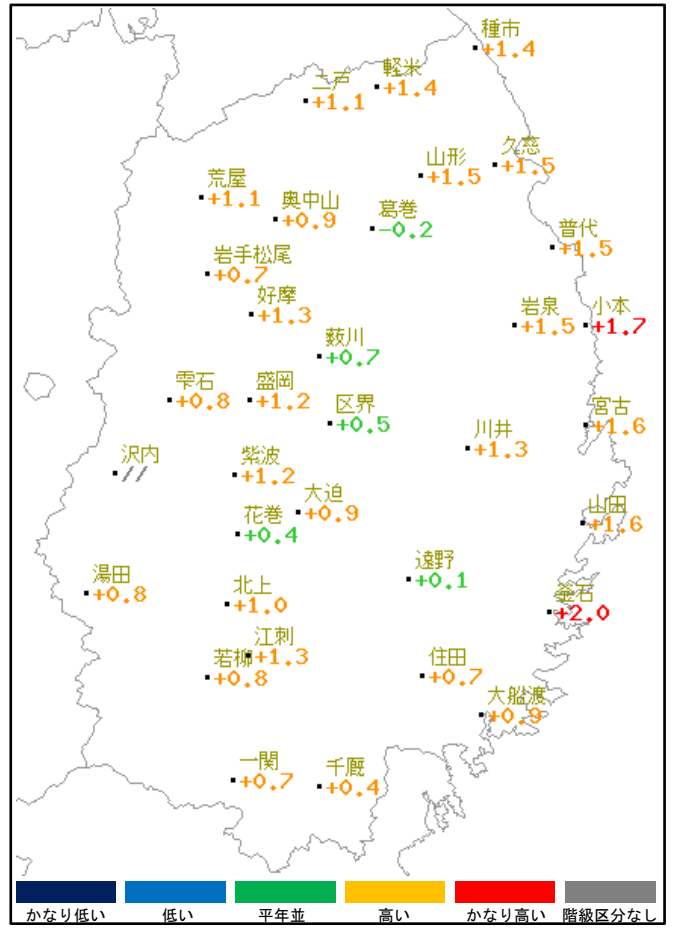 種市
+1.4
軽米
+1.4
二戸
+1.1
久慈
+1.5
山形
+1.5
荒屋
+1.1
奥中山
+0.9
葛巻
-0.2
普代
+1.5
岩手松尾
+0.7
好摩
+1.3
岩泉
+1.5
小本
+1.7
薮川
+0.7
雫石
+0.8
盛岡
+1.2
区界
+0.5
宮古
+1.6
川井
+1.3
沢内
//
紫波
+1.2
大迫
+0.9
花巻
+0.4
山田
+1.6
遠野
+0.1
湯田
+0.8
北上
+1.0
釜石
+2.0
江刺
+1.3
若柳
+0.8
住田
+0.7
大船渡
+0.9
一関
+0.7
千厩
+0.4
かなり低い 低い 平年並 高い かなり高い 階級区分なし